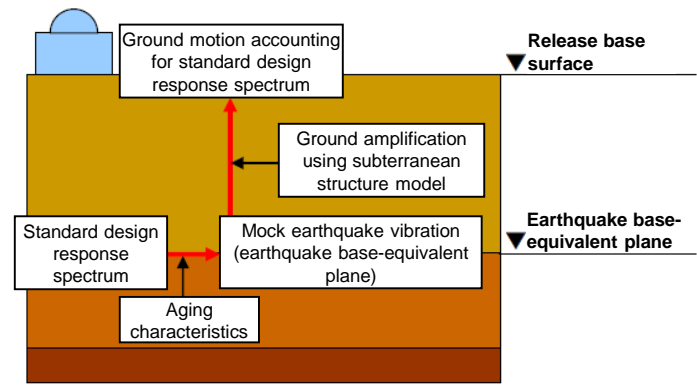 Ground motion accounting
for standard design
response spectrum
Release base
surface
Ground amplification
using subterranean
structure model
Standard design
response
spectrum
Mock earthquake vibration
(earthquake base-equivalent
plane)
Earthquake base-
equivalent plane
Aging
characteristics